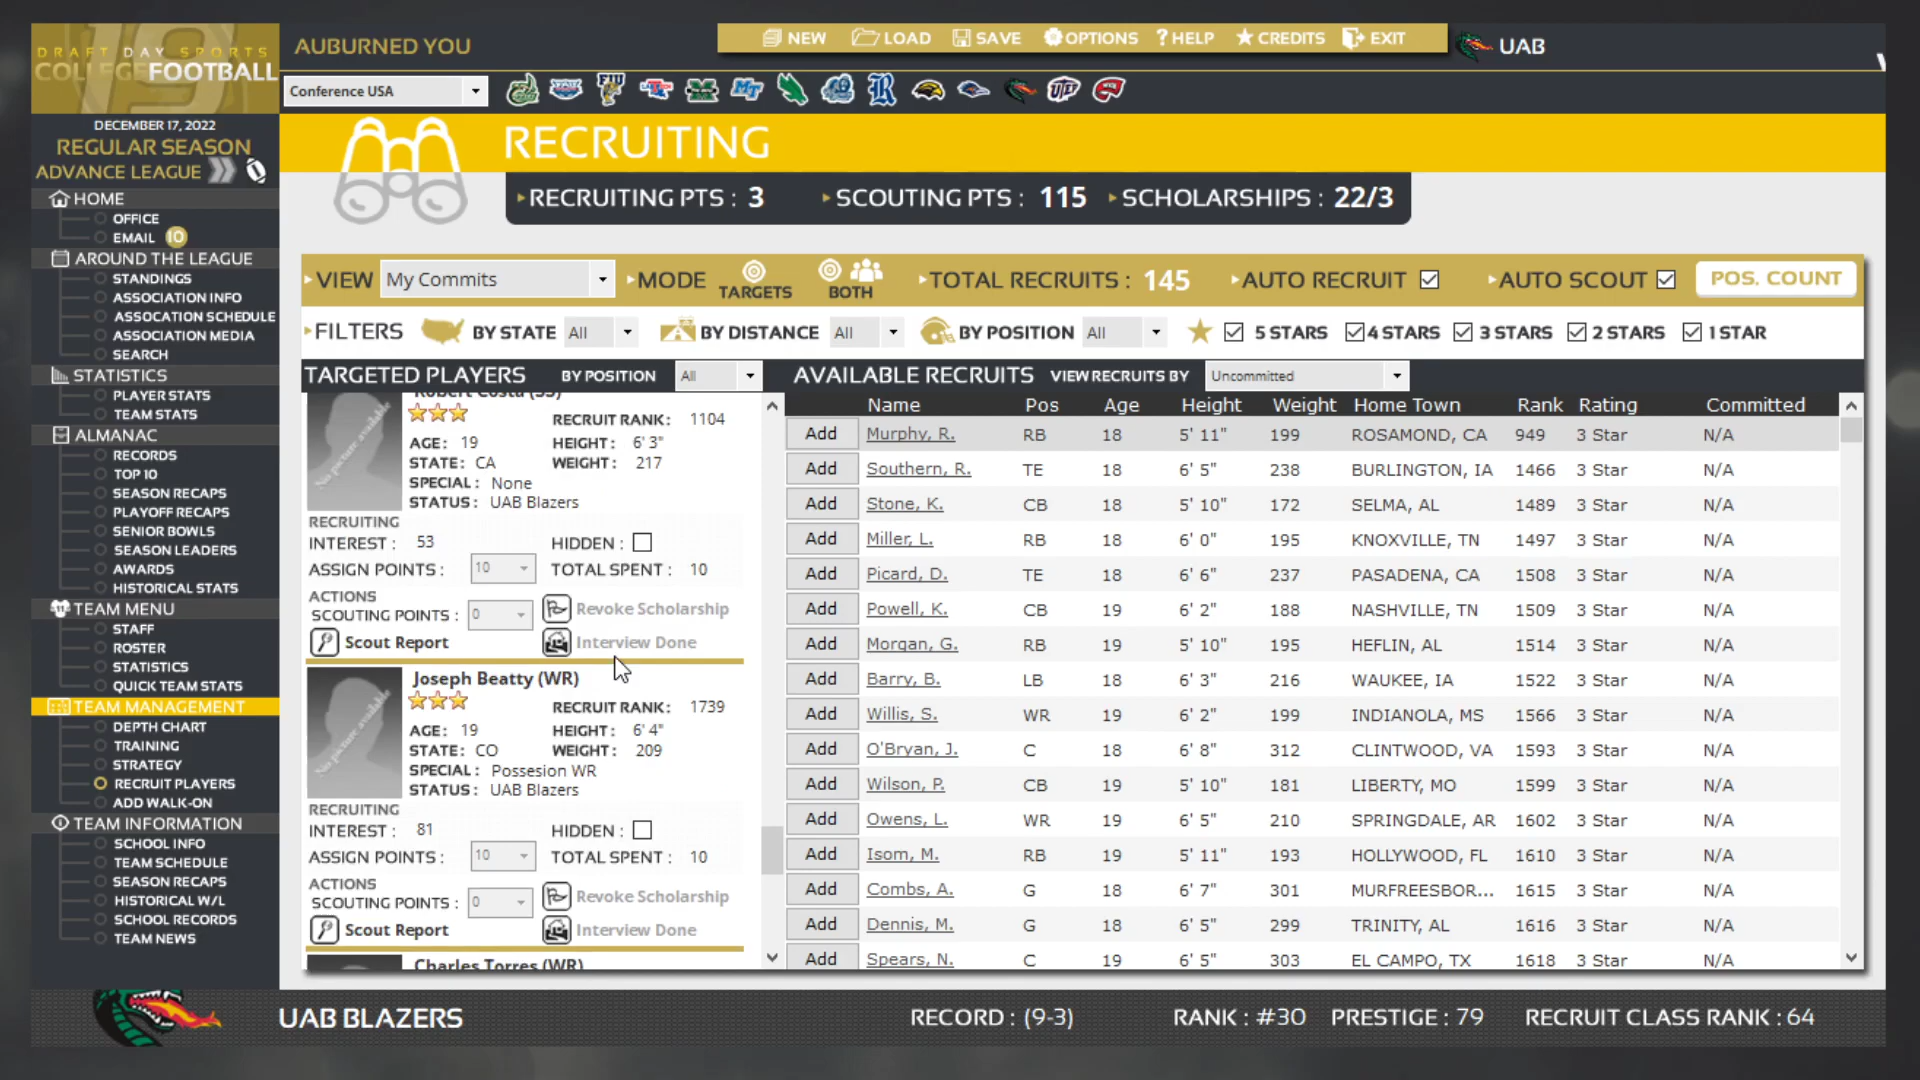 DRAFT DAY SPORTS
COLLEGE FOOTBALL
AUBURNED YOU
NEW LOAD SAVE OPTIONS ? HELP CREDITS EXIT
UAB
Conference USA
DECEMBER 17, 2022
REGULAR SEASON
ADVANCE LEAGUE
HOME
OFFICE
EMAIL 10
AROUND THE LEAGUE
STANDINGS
ASSOCIATION INFO
ASSOCATION SCHEDULE
ASSOCIATION MEDIA
SEARCH
STATISTICS
PLAYER STATS
TEAM STATS
ALMANAC
RECORDS
TOP 10
SEASON RECAPS
PLAYOFF RECAPS
SENIOR BOWLS
SEASON LEADERS
AWARDS
HISTORICAL STATS
TEAM MENU
STAFF
ROSTER
STATISTICS
QUICK TEAM STATS
TEAM MANAGEMENT
DEPTH CHART
TRAINING
STRATEGY
RECRUIT PLAYERS
ADD WALK-ON
TEAM INFORMATION
SCHOOL INFO
TEAM SCHEDULE
SEASON RECAPS
HISTORICAL W/L
SCHOOL RECORDS
TEAM NEWS
RECRUITING
RECRUITING PTS : 3 SCOUTING PTS : 115 SCHOLARSHIPS : 22/3
VIEW My Commits MODE TARGETS BOTH TOTAL RECRUITS : 145 AUTO RECRUIT AUTO SCOUT POS. COUNT
FILTERS BY STATE All BY DISTANCE All BY POSITION All 5 STARS 4 STARS 3 STARS 2 STARS 1 STAR
TARGETED PLAYERS BY POSITION All
Robert Costa (SS)
RECRUIT RANK: 1104
AGE: 19 HEIGHT: 6' 3"
STATE: CA WEIGHT: 217
SPECIAL: None
STATUS: UAB Blazers
No picture available
RECRUITING
INTEREST : 53 HIDDEN :
ASSIGN POINTS : 10 TOTAL SPENT : 10
ACTIONS
SCOUTING POINTS : 0 Revoke Scholarship
Scout Report Interview Done
Joseph Beatty (WR)
RECRUIT RANK: 1739
AGE: 19 HEIGHT: 6' 4"
STATE: CO WEIGHT: 209
SPECIAL: Possesion WR
STATUS: UAB Blazers
No picture available
RECRUITING
INTEREST : 81 HIDDEN :
ASSIGN POINTS : 10 TOTAL SPENT : 10
ACTIONS
SCOUTING POINTS : 0 Revoke Scholarship
Scout Report Interview Done
Charles Torres (WR)
AVAILABLE RECRUITS VIEW RECRUITS BY Uncommitted
Name Pos Age Height Weight Home Town Rank Rating Committed
Add Murphy, R. RB 18 5' 11" 199 ROSAMOND, CA 949 3 Star N/A
Add Southern, R. TE 18 6' 5" 238 BURLINGTON, IA 1466 3 Star N/A
Add Stone, K. CB 18 5' 10" 172 SELMA, AL 1489 3 Star N/A
Add Miller, L. RB 18 6' 0" 195 KNOXVILLE, TN 1497 3 Star N/A
Add Picard, D. TE 18 6' 6" 237 PASADENA, CA 1508 3 Star N/A
Add Powell, K. CB 19 6' 2" 188 NASHVILLE, TN 1509 3 Star N/A
Add Morgan, G. RB 19 5' 10" 195 HEFLIN, AL 1514 3 Star N/A
Add Barry, B. LB 18 6' 3" 216 WAUKEE, IA 1522 3 Star N/A
Add Willis, S. WR 19 6' 2" 199 INDIANOLA, MS 1566 3 Star N/A
Add O'Bryan, J. C 18 6' 8" 312 CLINTWOOD, VA 1593 3 Star N/A
Add Wilson, P. CB 19 5' 10" 181 LIBERTY, MO 1599 3 Star N/A
Add Owens, L. WR 19 6' 5" 210 SPRINGDALE, AR 1602 3 Star N/A
Add Isom, M. RB 19 5' 11" 193 HOLLYWOOD, FL 1610 3 Star N/A
Add Combs, A. G 18 6' 7" 301 MURFREESBOR... 1615 3 Star N/A
Add Dennis, M. G 18 6' 5" 299 TRINITY, AL 1616 3 Star N/A
Add Spears, N. C 19 6' 5" 303 EL CAMPO, TX 1618 3 Star N/A
UAB BLAZERS RECORD : (9-3) RANK : #30 PRESTIGE : 79 RECRUIT CLASS RANK : 64